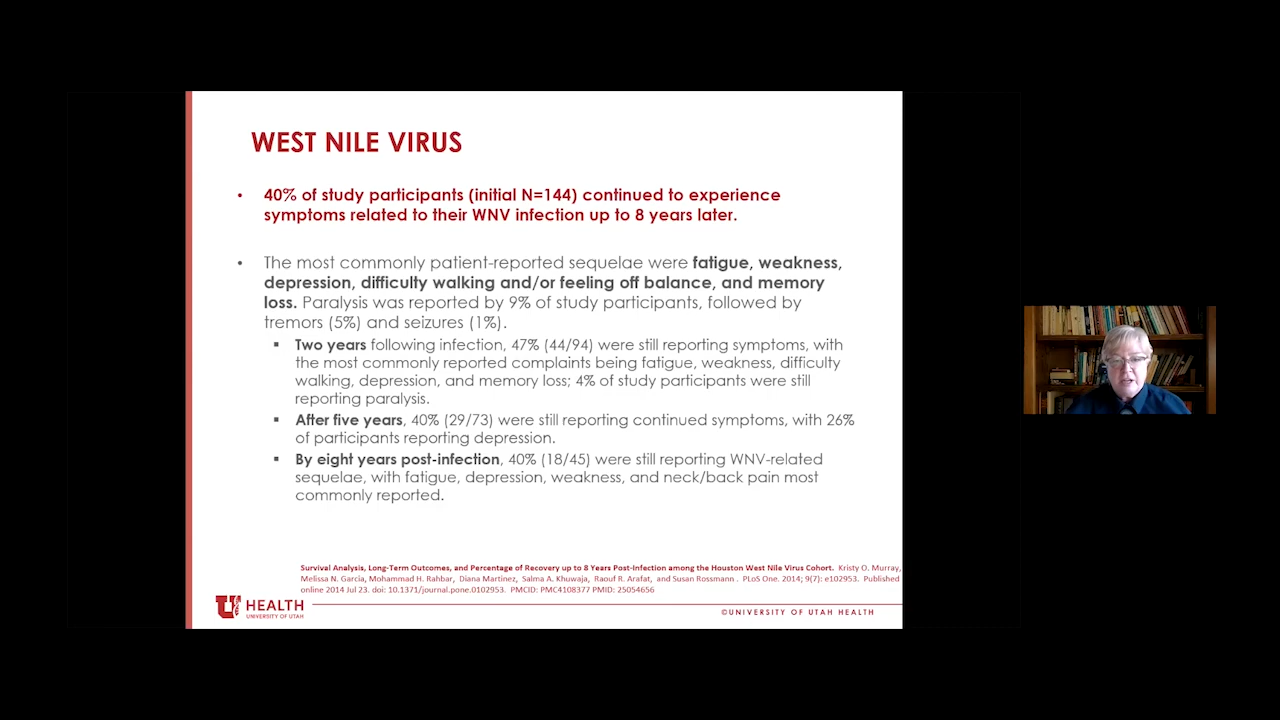 WEST NILE VIRUS
• 40% of study participants (initial N=144) continued to experience
symptoms related to their WNV infection up to 8 years later.
• The most commonly patient-reported sequelae were fatigue, weakness,
depression, difficulty walking and/or feeling off balance, and memory
loss. Paralysis was reported by 9% of study participants, followed by
tremors (5%) and seizures (1%).
▪ Two years following infection, 47% (44/94) were still reporting symptoms, with
the most commonly reported complaints being fatigue, weakness, difficulty
walking, depression, and memory loss; 4% of study participants were still
reporting paralysis.
▪ After five years, 40% (29/73) were still reporting continued symptoms, with 26%
of participants reporting depression.
▪ By eight years post-infection, 40% (18/45) were still reporting WNV-related
sequelae, with fatigue, depression, weakness, and neck/back pain most
commonly reported.
Survival Analysis, Long-Term Outcomes, and Percentage of Recovery up to 8 Years Post-Infection among the Houston West Nile Virus Cohort. Kristy O. Murray,
Melissa N. Garcia, Mohammad H. Rahbar, Diana Martinez, Salma A. Khuwaja, Raouf R. Arafat, and Susan Rossmann . PLoS One. 2014; 9(7): e102953. Published
online 2014 Jul 23. doi: 10.1371/journal.pone.0102953. PMCID: PMC4108377 PMID: 25054656
U HEALTH
UNIVERSITY OF UTAH
©UNIVERSITY OF UTAH HEALTH